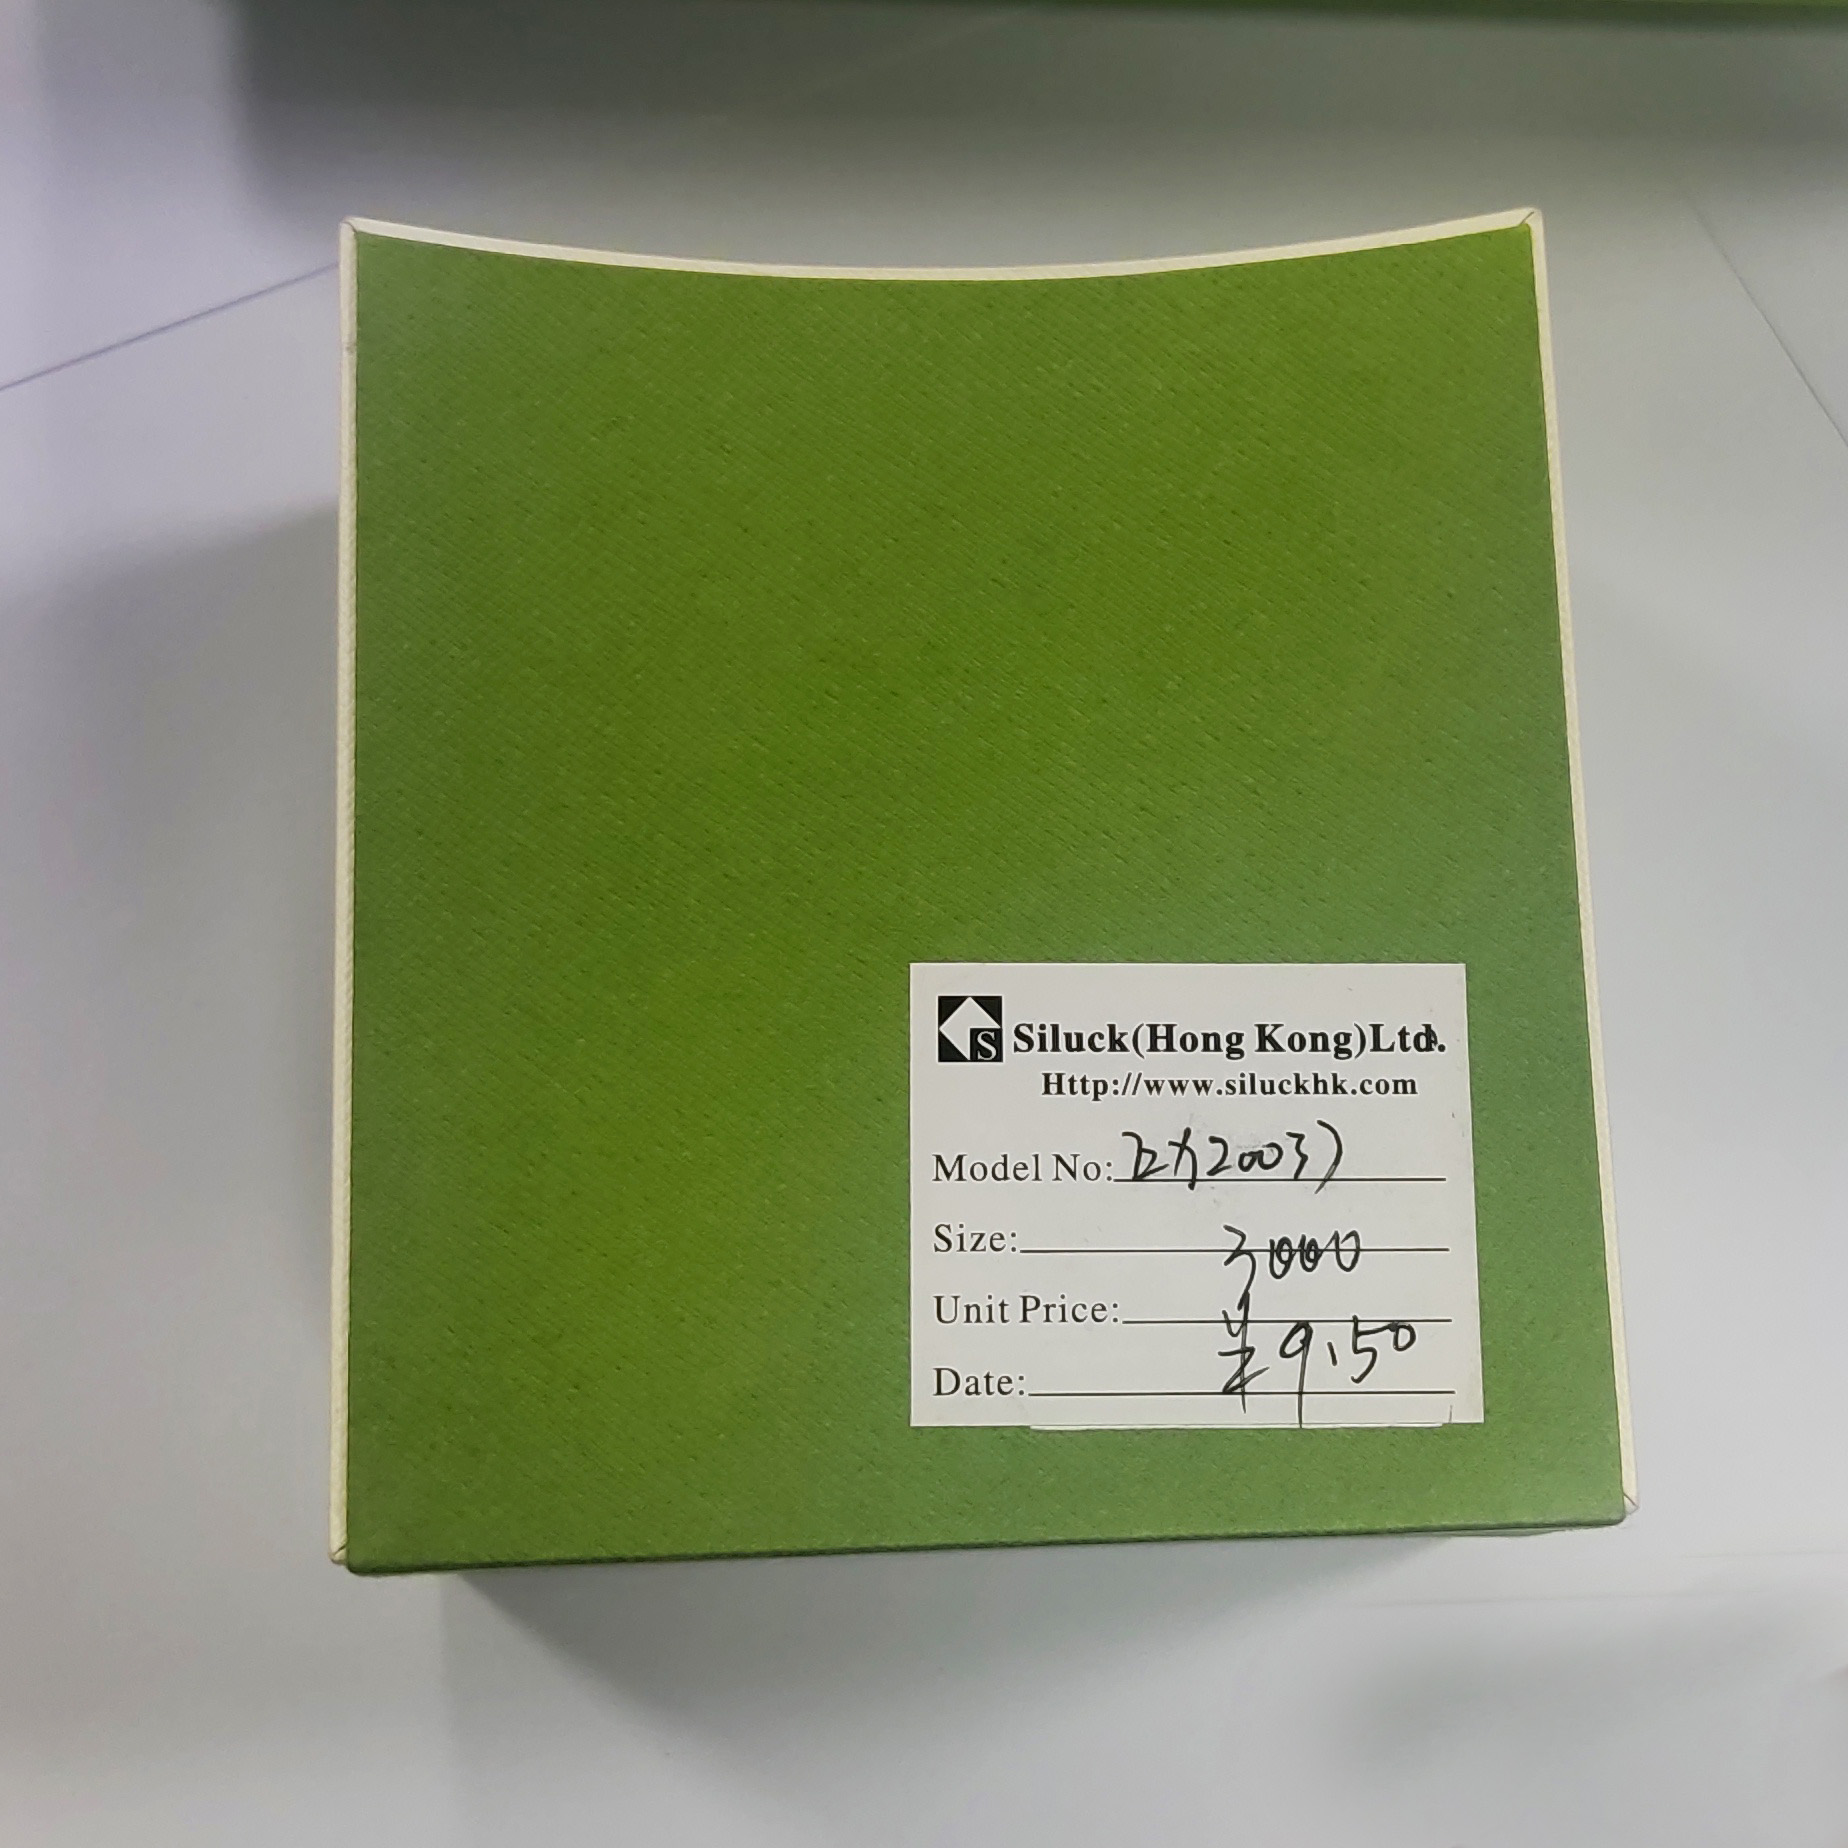 S Siluck(Hong Kong)Ltd.
Http://www.siluckhk.com
Model No:
Size: 3000
Unit Price:
Date: ¥9.50